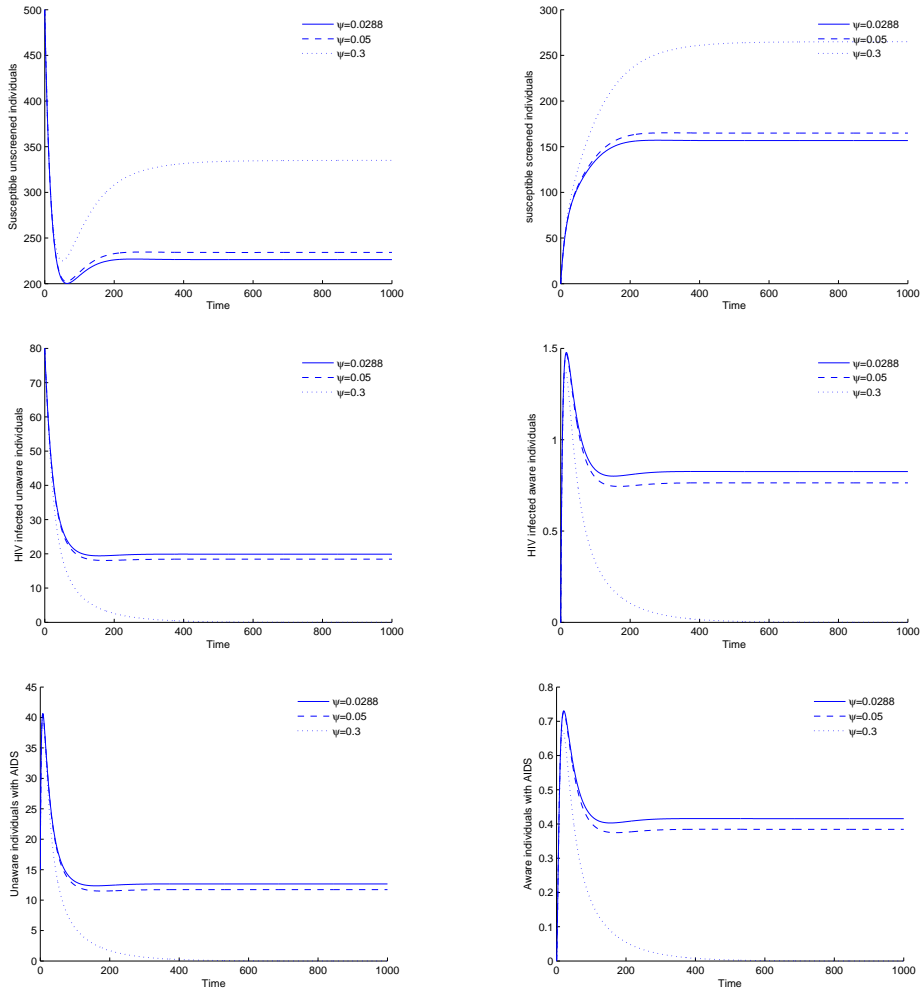 500
450
400
350
300
250
200
0 200 400 600 800 1000
Time
Susceptible unscreened individuals
ψ=0.0288
ψ=0.05
ψ=0.3
300
250
200
150
100
50
0
0 200 400 600 800 1000
Time
susceptible screened individuals
ψ=0.0288
ψ=0.05
ψ=0.3
80
70
60
50
40
30
20
10
0
0 200 400 600 800 1000
Time
HIV infected unaware individuals
ψ=0.0288
ψ=0.05
ψ=0.3
1.5
1
0.5
0
0 200 400 600 800 1000
Time
HIV infected aware individuals
ψ=0.0288
ψ=0.05
ψ=0.3
45
40
35
30
25
20
15
10
5
0
0 200 400 600 800 1000
Time
Unaware individuals with AIDS
ψ=0.0288
ψ=0.05
ψ=0.3
0.8
0.7
0.6
0.5
0.4
0.3
0.2
0.1
0
0 200 400 600 800 1000
Time
Aware individuals with AIDS
ψ=0.0288
ψ=0.05
ψ=0.3